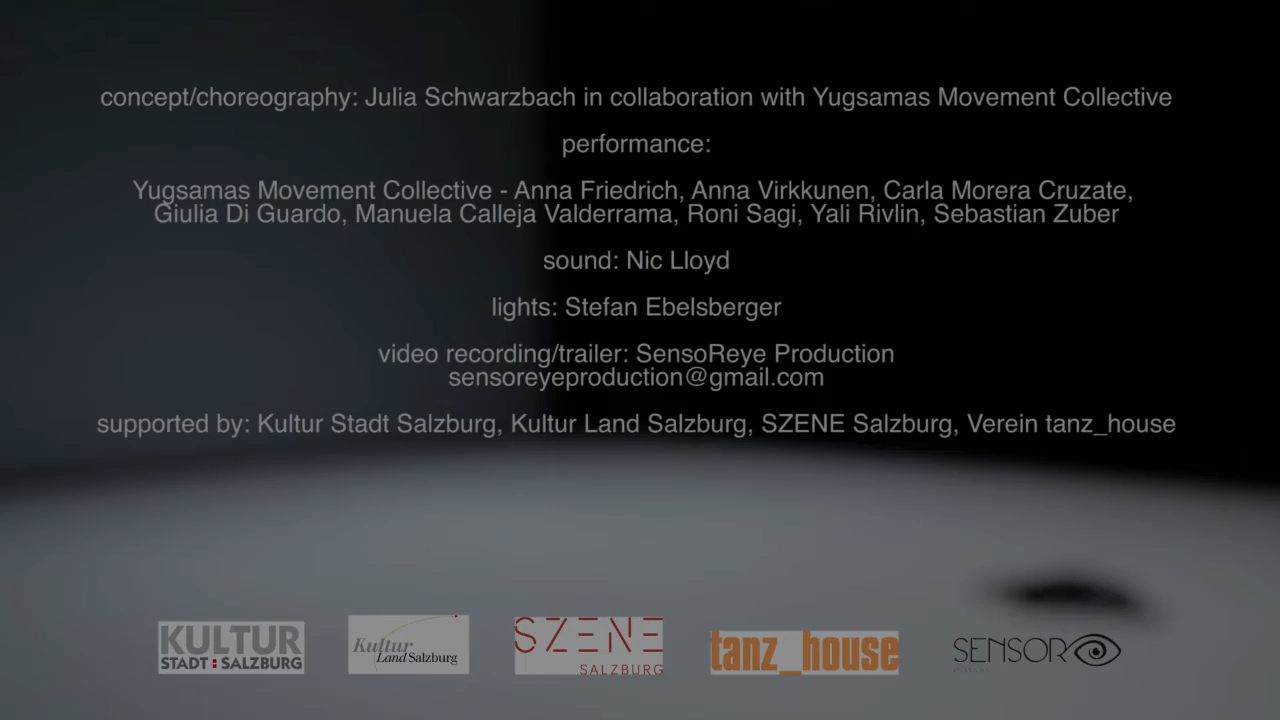 concept/choreography: Julia Schwarzbach in collaboration with Yugsamas Movement Collective
performance:
Yugsamas Movement Collective - Anna Friedrich, Anna Virkkunen, Carla Morera Cruzate,
Giulia Di Guardo, Manuela Calleja Valderrama, Roni Sagi, Yali Rivlin, Sebastian Zuber
sound: Nic Lloyd
lights: Stefan Ebelsberger
video recording/trailer: SensoReye Production
sensoreyeproduction@gmail.com
supported by: Kultur Stadt Salzburg, Kultur Land Salzburg, SZENE Salzburg, Verein tanz_house
KULTUR
STADT:SALZBURG
Kultur
Land Salzburg
SZENE
SALZBURG
tanz_house
SENSOR